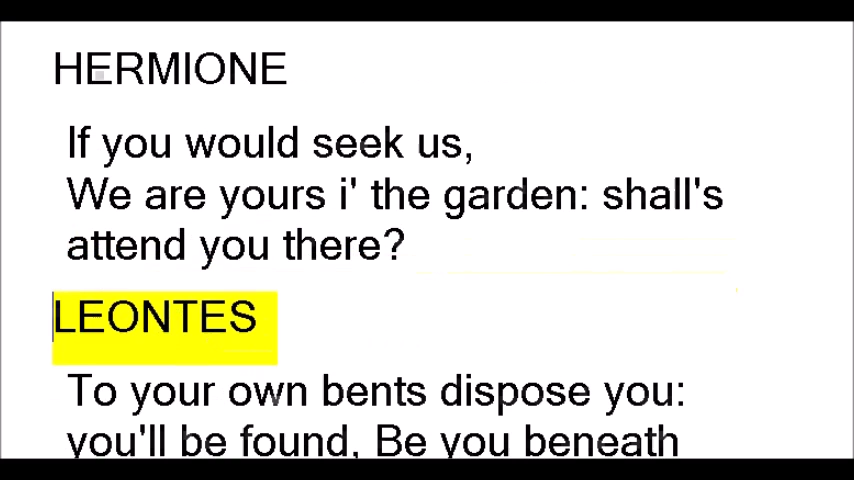 HERMIONE
If you would seek us,
We are yours i' the garden: shall's
attend you there?
LEONTES
To your own bents dispose you:
you'll be found, Be you beneath